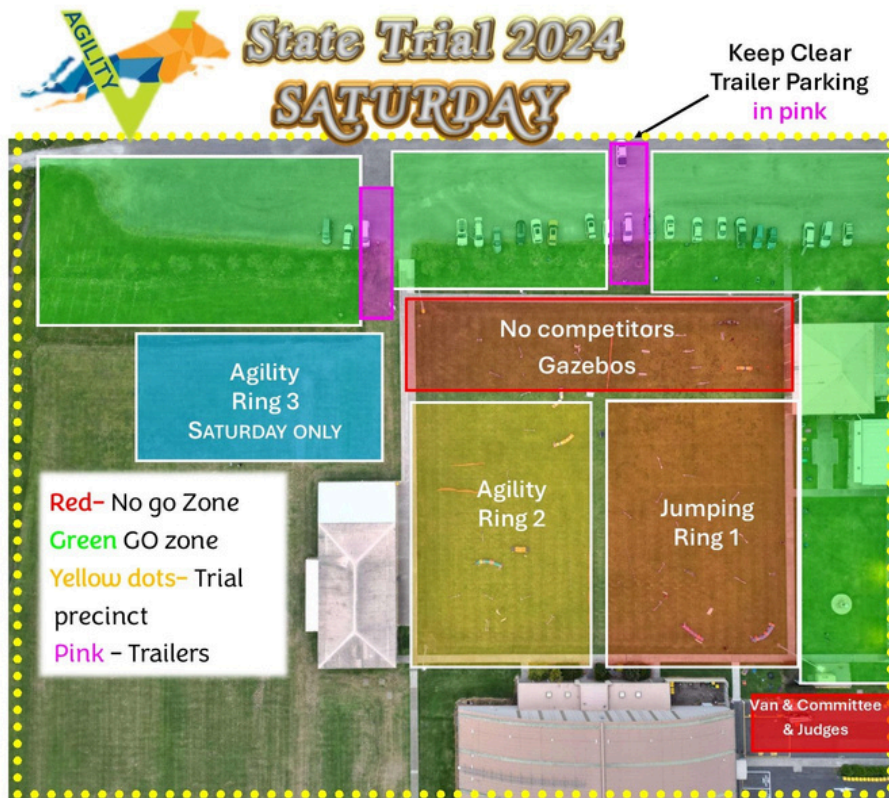 AGILITY
State Trial 2024
SATURDAY
Keep Clear
Trailer Parking
in pink
No competitors
Gazebos
Agility
Ring 3
SATURDAY ONLY
Agility
Ring 2
Jumping
Ring 1
Red– No go Zone
Green GO zone
Yellow dots– Trial
precinct
Pink – Trailers
Van & Committee
& Judges